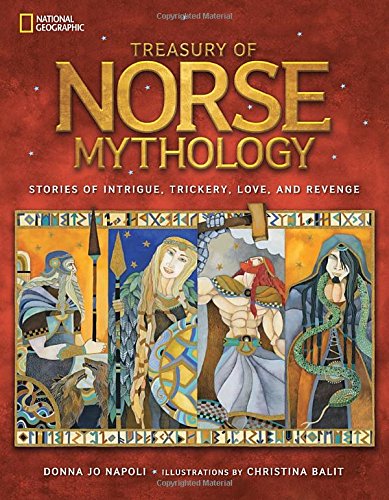 NATIONAL
GEOGRAPHIC
TREASURY OF
NORSE
MYTHOLOGY
STORIES OF INTRIGUE, TRICKERY, LOVE, AND REVENGE
DONNA JO NAPOLI • ILLUSTRATIONS BY CHRISTINA BALIT